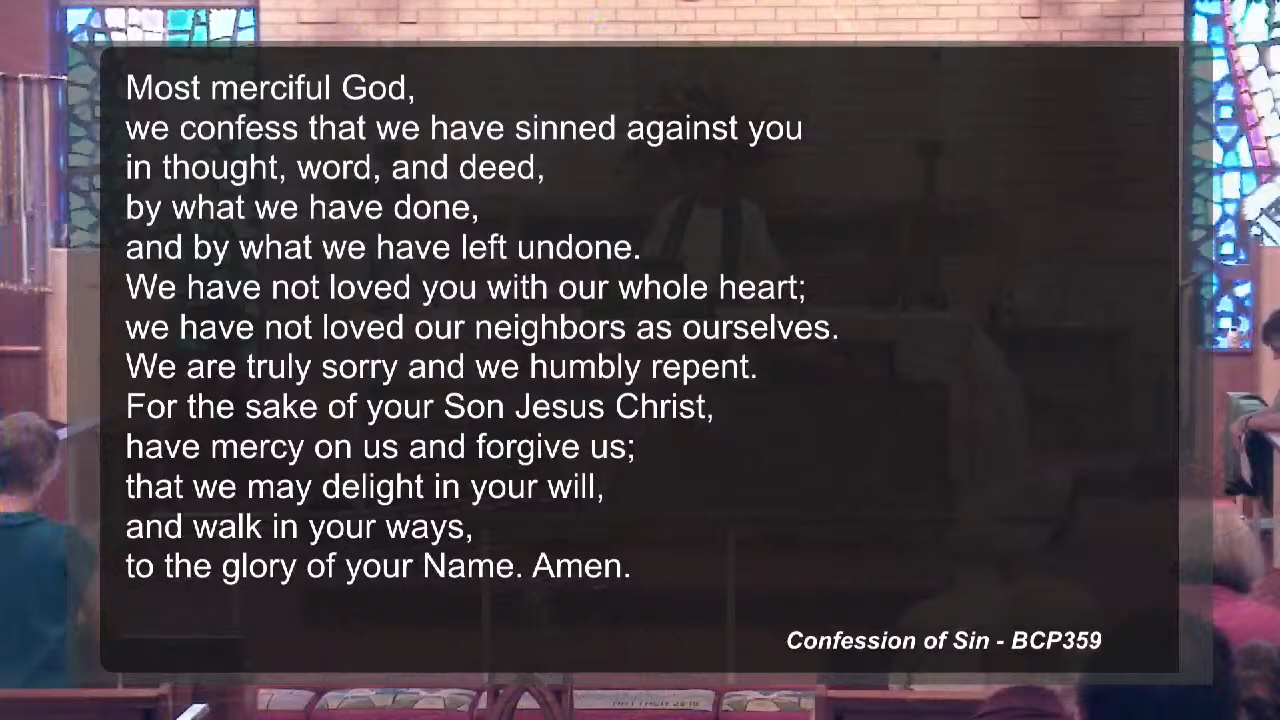 Most merciful God,
we confess that we have sinned against you
in thought, word, and deed,
by what we have done,
and by what we have left undone.
We have not loved you with our whole heart;
we have not loved our neighbors as ourselves.
We are truly sorry and we humbly repent.
For the sake of your Son Jesus Christ,
have mercy on us and forgive us;
that we may delight in your will,
and walk in your ways,
to the glory of your Name. Amen.
Confession of Sin - BCP359